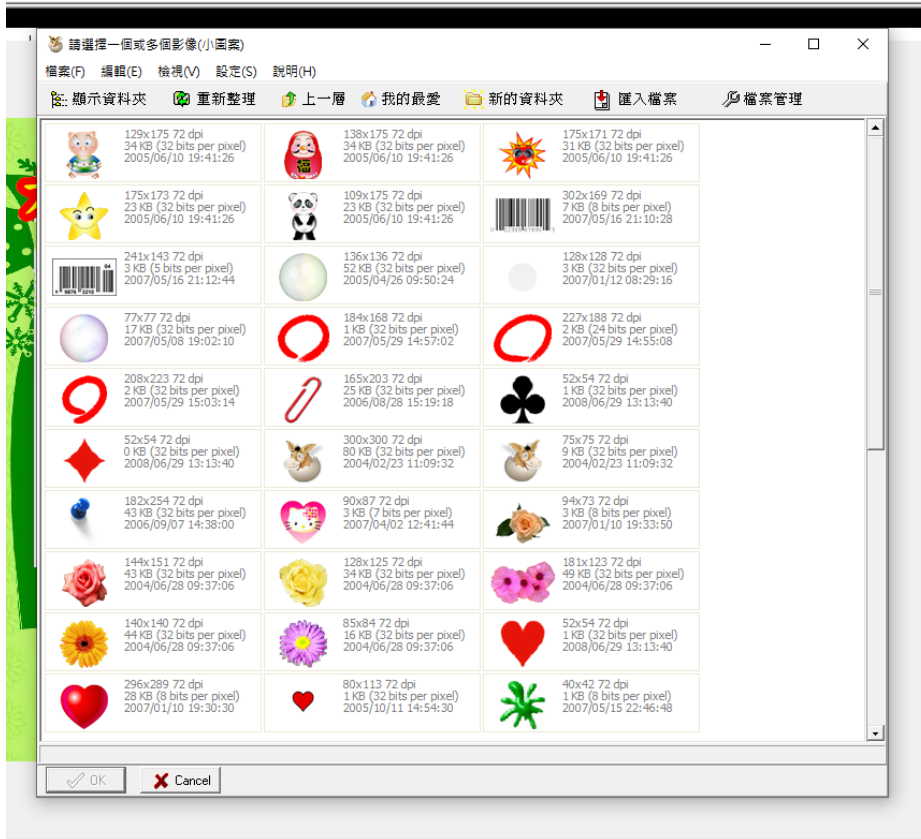 請選擇一個或多個影像(小圖案)
檔案(F) 編輯(E) 檢視(V) 設定(S) 說明(H)
顯示資料夾 重新整理 上一層 我的最愛 新的資料夾 匯入檔案 檔案管理
129x175 72 dpi
34 KB (32 bits per pixel)
2005/06/10 19:41:26
福
138x175 72 dpi
34 KB (32 bits per pixel)
2005/06/10 19:41:26
175x171 72 dpi
31 KB (32 bits per pixel)
2005/06/10 19:41:26
175x173 72 dpi
23 KB (32 bits per pixel)
2005/06/10 19:41:26
109x175 72 dpi
23 KB (32 bits per pixel)
2005/06/10 19:41:26
302x169 72 dpi
7 KB (8 bits per pixel)
2007/05/16 21:10:28
241x143 72 dpi
3 KB (5 bits per pixel)
2007/05/16 21:12:44
136x136 72 dpi
52 KB (32 bits per pixel)
2005/04/26 09:50:24
128x128 72 dpi
3 KB (32 bits per pixel)
2007/01/12 08:29:16
77x77 72 dpi
17 KB (32 bits per pixel)
2007/05/08 19:02:10
184x168 72 dpi
1 KB (32 bits per pixel)
2007/05/29 14:57:02
227x188 72 dpi
2 KB (24 bits per pixel)
2007/05/29 14:55:08
208x223 72 dpi
2 KB (32 bits per pixel)
2007/05/29 15:03:14
165x203 72 dpi
25 KB (32 bits per pixel)
2006/08/28 15:19:18
52x54 72 dpi
1 KB (32 bits per pixel)
2008/06/29 13:13:40
52x54 72 dpi
0 KB (32 bits per pixel)
2008/06/29 13:13:40
300x300 72 dpi
80 KB (32 bits per pixel)
2004/02/23 11:09:32
75x75 72 dpi
9 KB (32 bits per pixel)
2004/02/23 11:09:32
182x254 72 dpi
43 KB (32 bits per pixel)
2006/09/07 14:38:00
90x87 72 dpi
3 KB (7 bits per pixel)
2007/04/02 12:41:44
94x73 72 dpi
3 KB (8 bits per pixel)
2007/01/10 19:33:50
144x151 72 dpi
43 KB (32 bits per pixel)
2004/06/28 09:37:06
128x125 72 dpi
34 KB (32 bits per pixel)
2004/06/28 09:37:06
181x123 72 dpi
49 KB (32 bits per pixel)
2004/06/28 09:37:06
140x140 72 dpi
44 KB (32 bits per pixel)
2004/06/28 09:37:06
85x84 72 dpi
16 KB (32 bits per pixel)
2004/06/28 09:37:06
52x54 72 dpi
1 KB (32 bits per pixel)
2008/06/29 13:13:40
296x289 72 dpi
28 KB (8 bits per pixel)
2007/01/10 19:30:30
80x113 72 dpi
1 KB (32 bits per pixel)
2005/10/11 14:54:30
40x42 72 dpi
1 KB (8 bits per pixel)
2007/05/15 22:46:48
OK Cancel